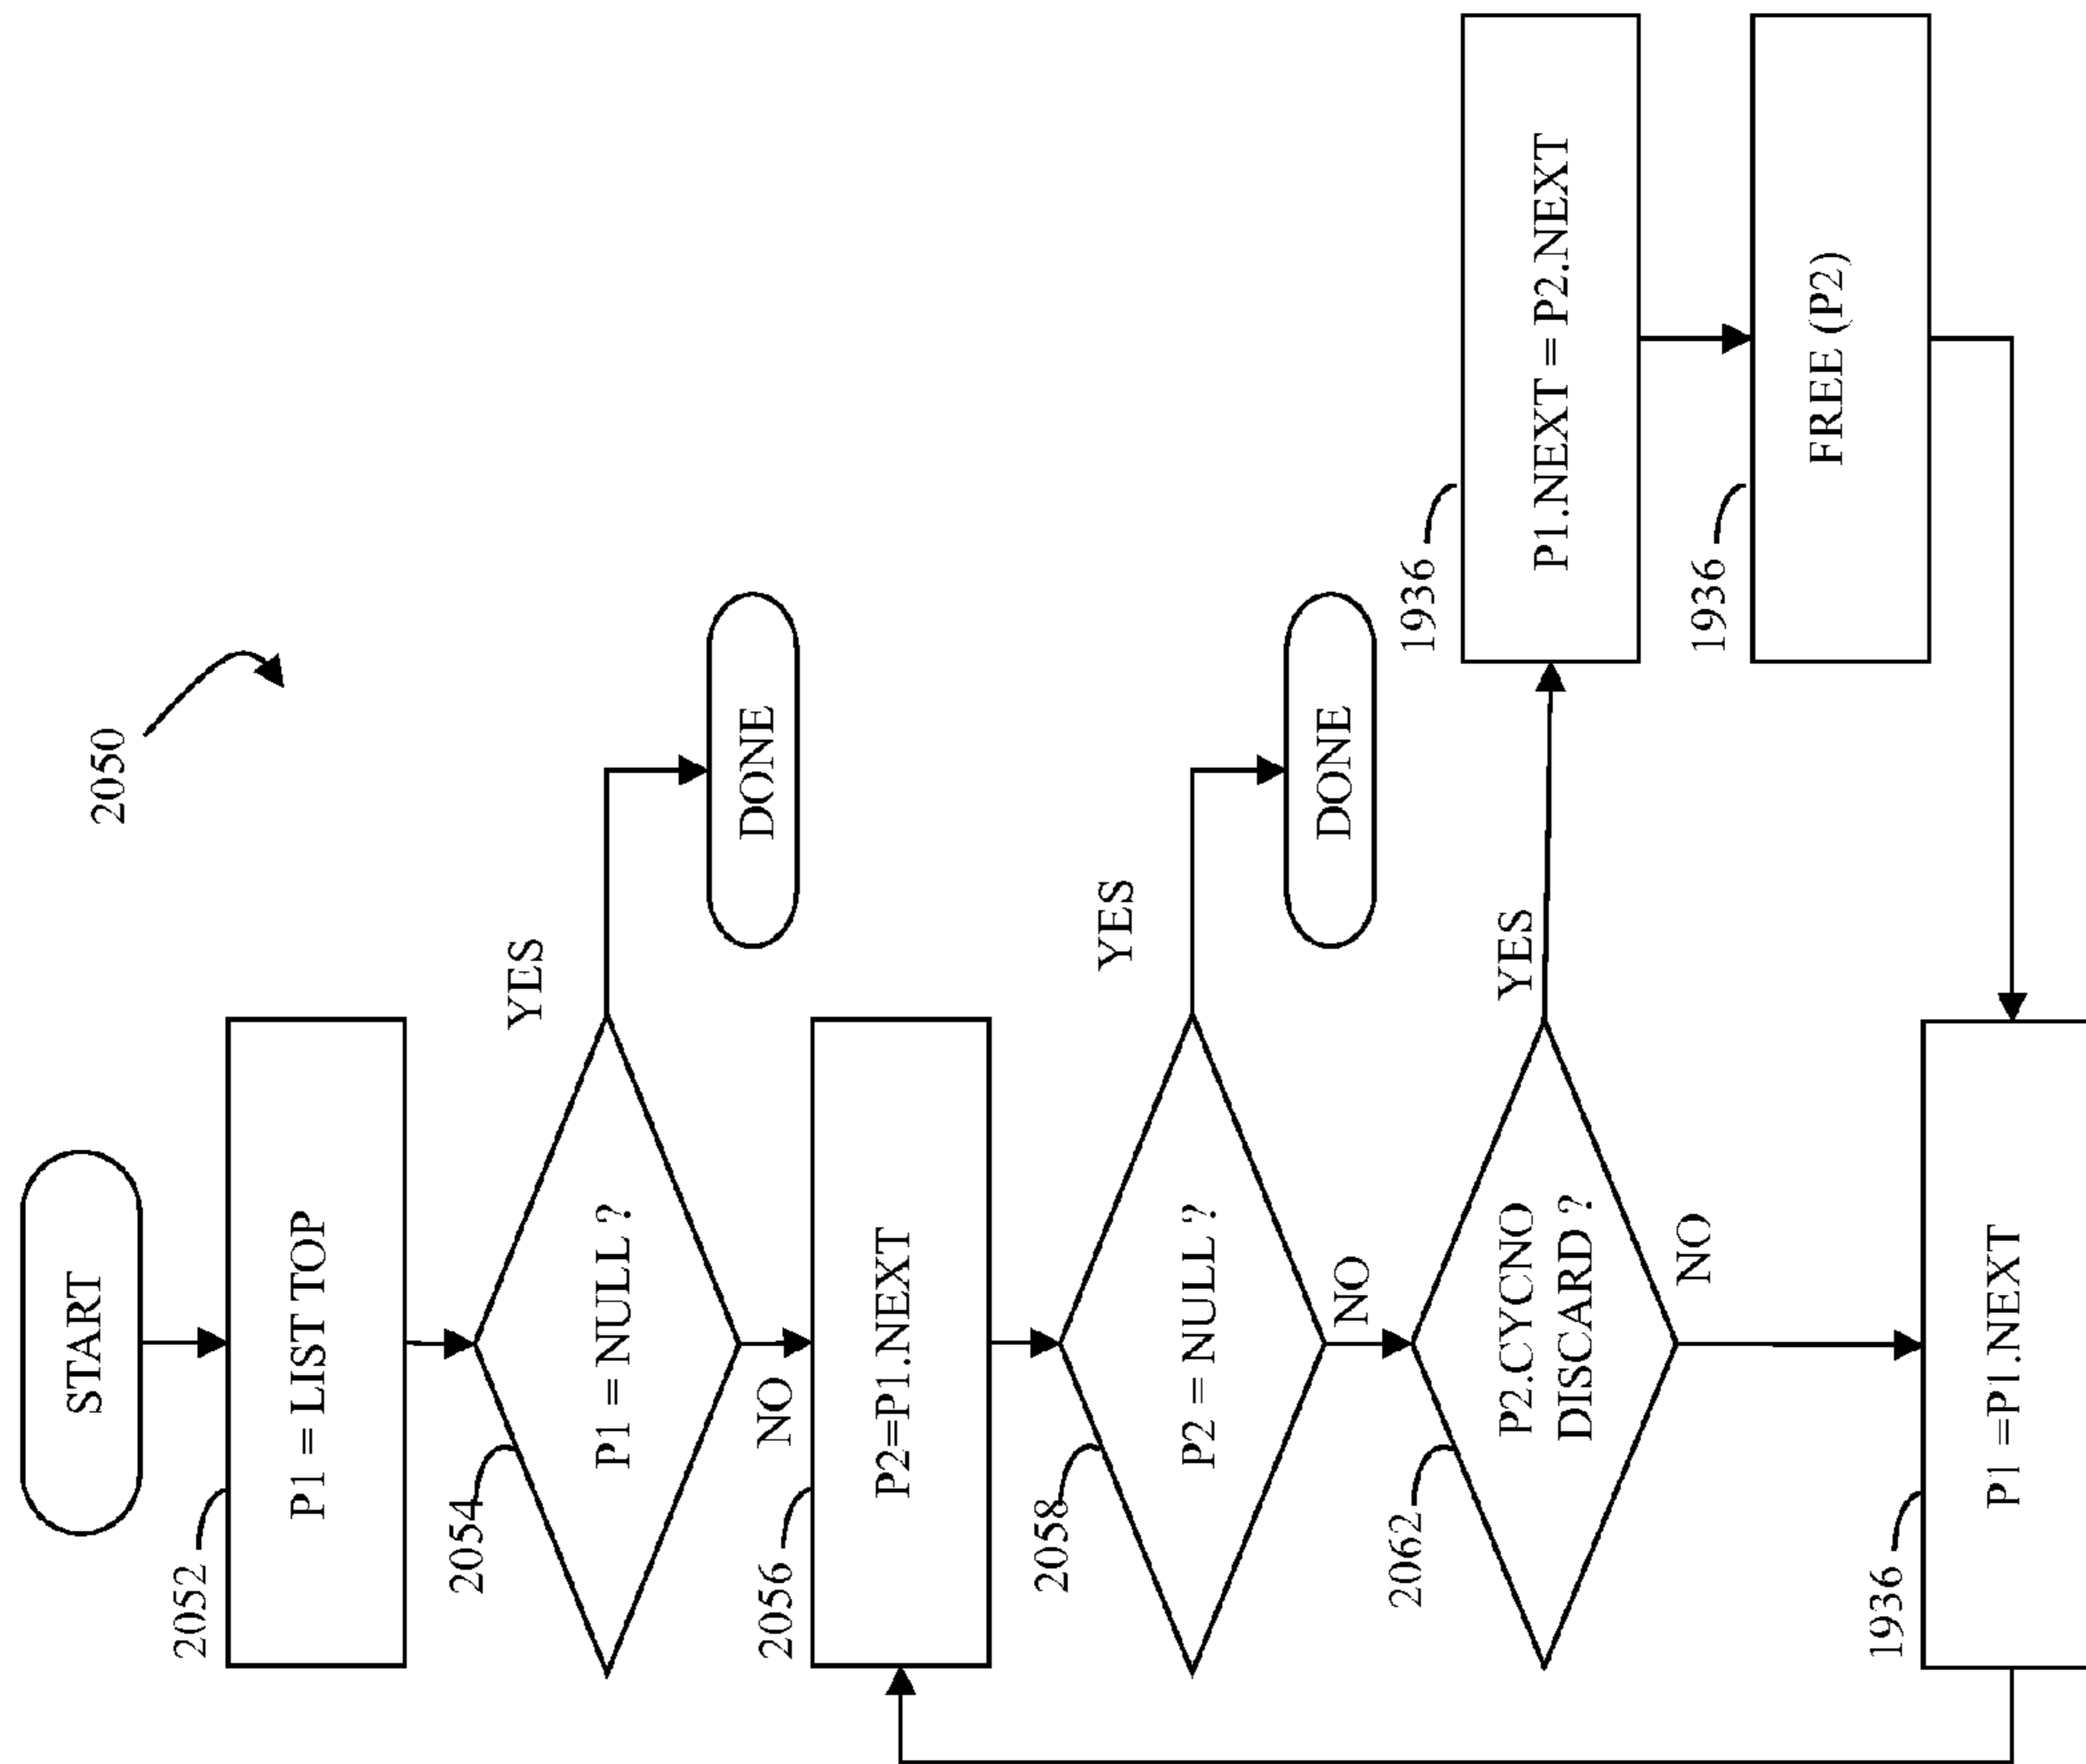 2050
START
2052
P1 = LIST TOP
2054
P1 = NULL ?
YES
DONE
NO
2056
P2=P1.NEXT
2058
P2 = NULL ?
YES
DONE
NO
2062
P2.CYCNO
DISCARD ?
YES
1936
P1.NEXT = P2.NEXT
1936
FREE (P2)
NO
1936
P1 =P1.NEXT